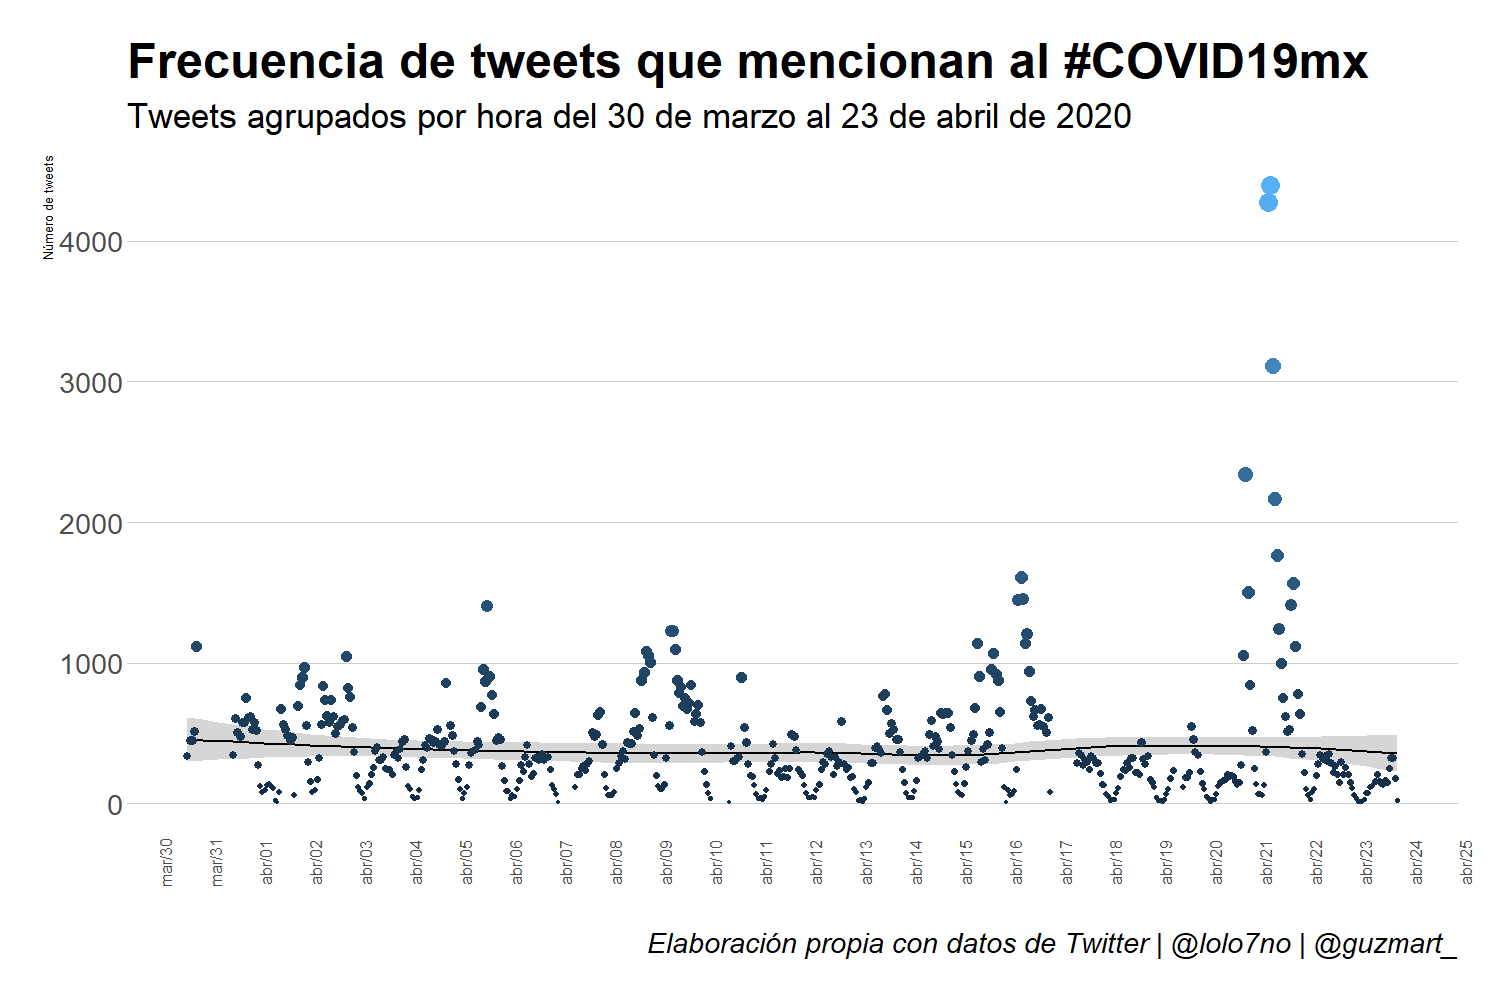 Frecuencia de tweets que mencionan al #COVID19mx
Tweets agrupados por hora del 30 de marzo al 23 de abril de 2020
Número de tweets
4000
3000
2000
1000
0
mar/30
mar/31
abr/01
abr/02
abr/03
abr/04
abr/05
abr/06
abr/07
abr/08
abr/09
abr/10
abr/11
abr/12
abr/13
abr/14
abr/15
abr/16
abr/17
abr/18
abr/19
abr/20
abr/21
abr/22
abr/23
abr/24
abr/25
Elaboración propia con datos de Twitter | @lolo7no | @guzmart_